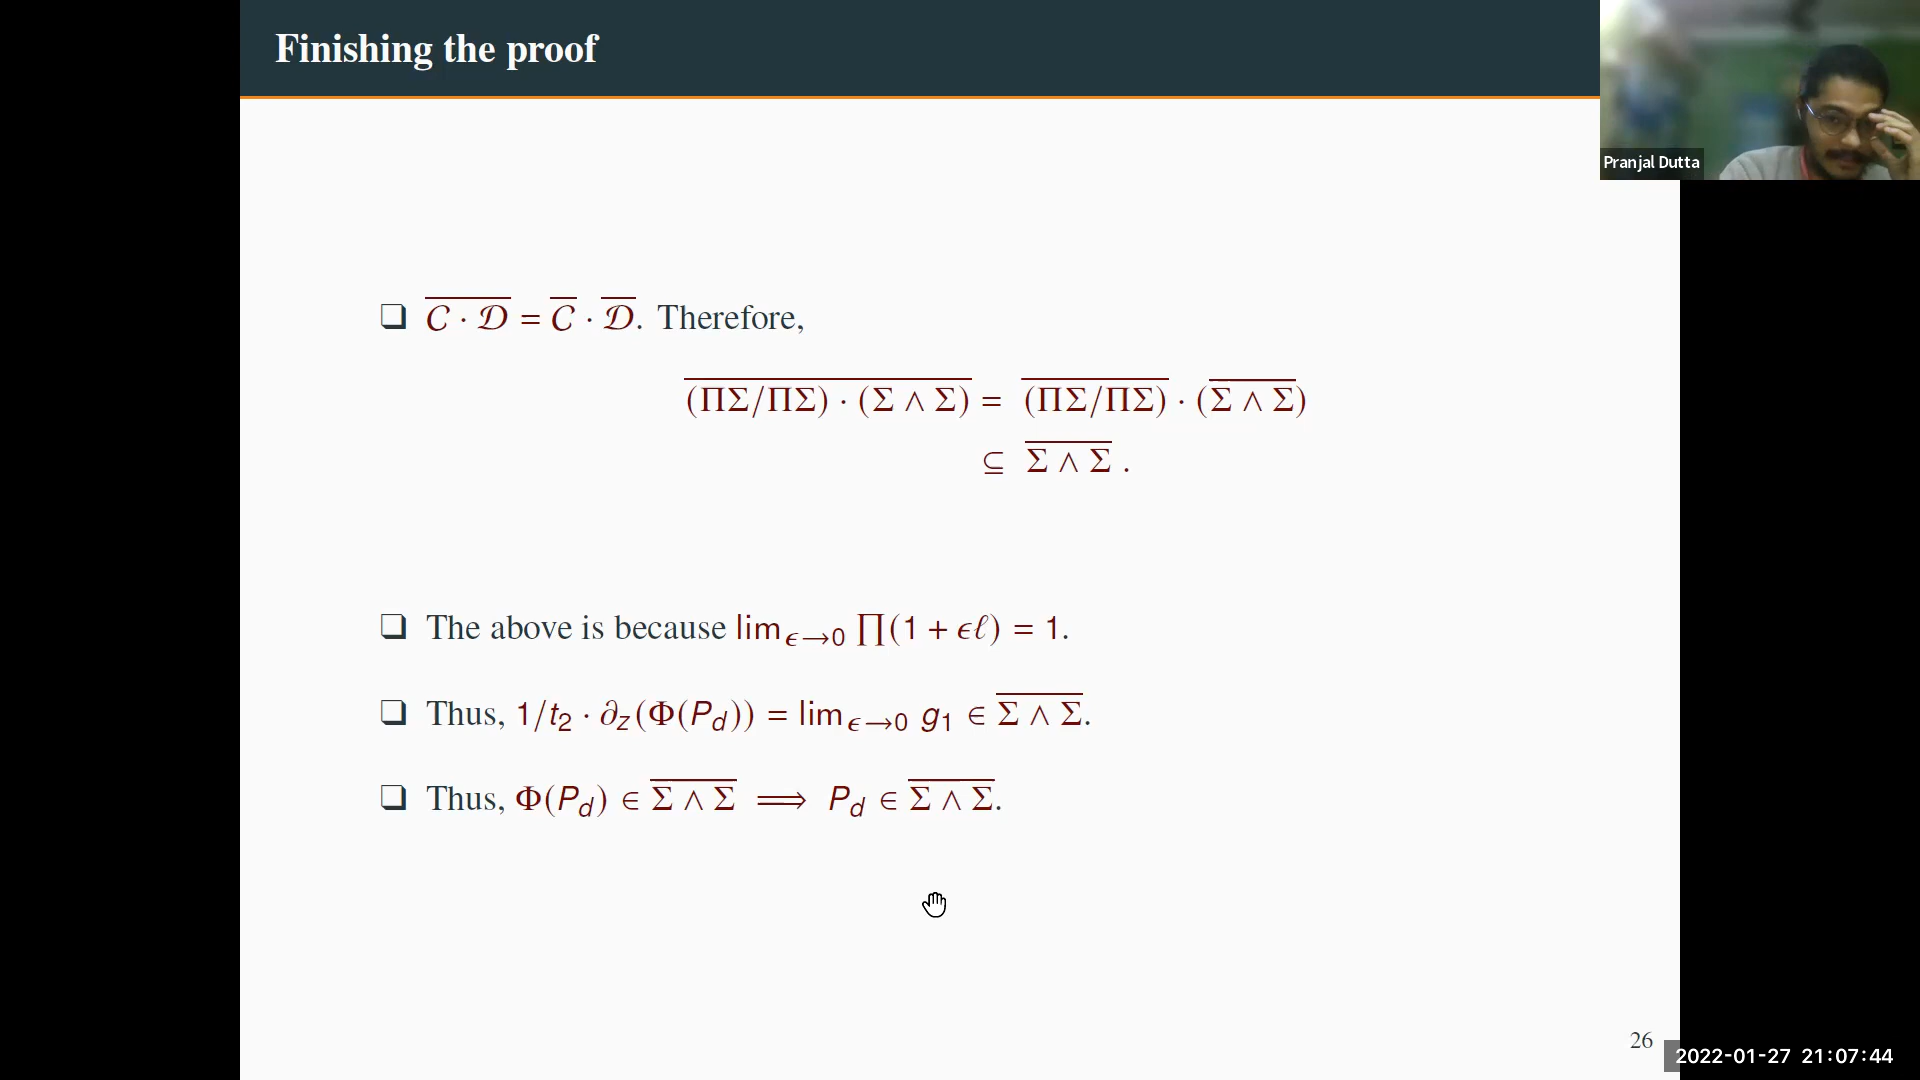 Finishing the proof
Pranjal Dutta
❑ $\overline{\mathcal{C} \cdot \mathcal{D}} = \overline{\mathcal{C}} \cdot \overline{\mathcal{D}}$. Therefore,
$\overline{(\Pi\Sigma/\Pi\Sigma) \cdot (\Sigma \wedge \Sigma)} = \overline{(\Pi\Sigma/\Pi\Sigma)} \cdot (\overline{\Sigma \wedge \Sigma})$
$\subseteq \overline{\Sigma \wedge \Sigma}$ .
❑ The above is because $\lim_{\epsilon \to 0} \prod(1 + \epsilon\ell) = 1$.
❑ Thus, $1/t_2 \cdot \partial_z(\Phi(P_d)) = \lim_{\epsilon \to 0} g_1 \in \overline{\Sigma \wedge \Sigma}$.
❑ Thus, $\Phi(P_d) \in \overline{\Sigma \wedge \Sigma} \implies P_d \in \overline{\Sigma \wedge \Sigma}$.
26
2022-01-27 21:07:44